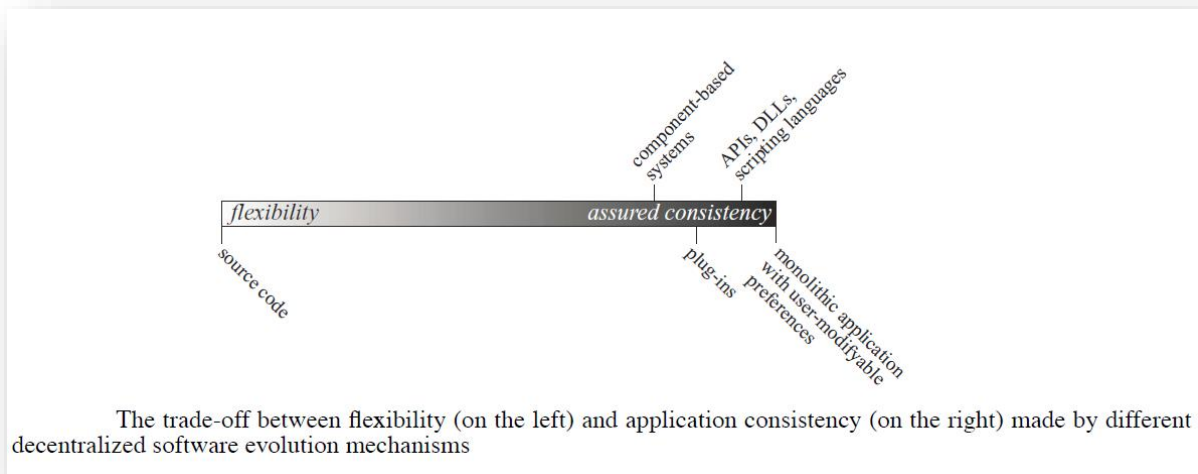 component-based
systems
APIs, DLLs,
scripting languages
flexibility
assured consistency
source code
plug-ins
monolithic application
with user-modifyable
preferences
The trade-off between flexibility (on the left) and application consistency (on the right) made by different
decentralized software evolution mechanisms